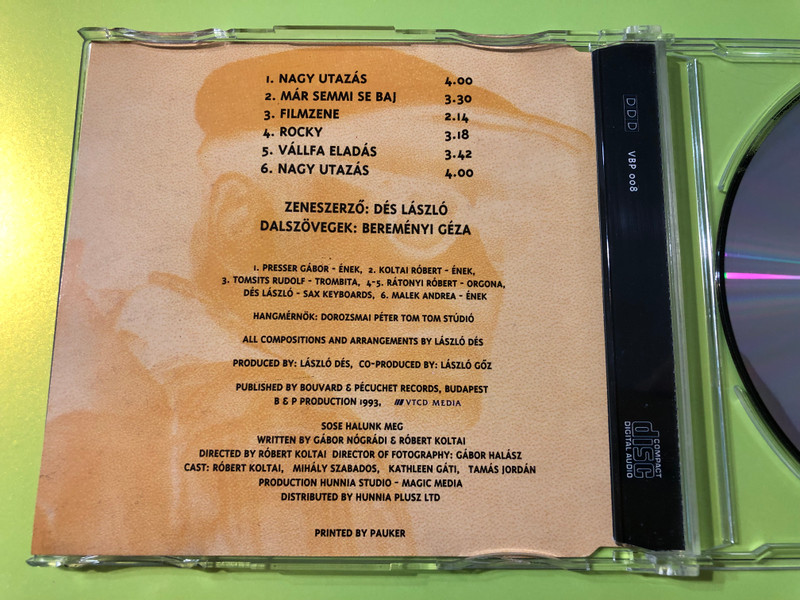 1. NAGY UTAZÁS 4.00
2. MÁR SEMMI SE BAJ 3.30
3. FILMZENE 2.14
4. ROCKY 3.18
5. VÁLLFA ELADÁS 3.42
6. NAGY UTAZÁS 4.00
ZENESZERZŐ: DÉS LÁSZLÓ
DALSZÖVEGEK: BEREMÉNYI GÉZA
1. PRESSER GÁBOR - ÉNEK, 2. KOLTAI RÓBERT - ÉNEK,
3. TOMSITS RUDOLF - TROMBITA, 4-5. RÁTONYI RÓBERT - ORGONA,
DÉS LÁSZLÓ - SAX KEYBOARDS, 6. MALEK ANDREA - ÉNEK
HANGMÉRNÖK: DOROZSMAI PÉTER TOM TOM STÚDIÓ
ALL COMPOSITIONS AND ARRANGEMENTS BY LÁSZLÓ DÉS
PRODUCED BY: LÁSZLÓ DÉS, CO-PRODUCED BY: LÁSZLÓ GŐZ
PUBLISHED BY BOUVARD & PÉCUCHET RECORDS, BUDAPEST
B & P PRODUCTION 1993, VTCD MEDIA
SOSE HALUNK MEG
WRITTEN BY GÁBOR NÓGRÁDI & RÓBERT KOLTAI
DIRECTED BY RÓBERT KOLTAI DIRECTOR OF FOTOGRAPHY: GÁBOR HALÁSZ
CAST: RÓBERT KOLTAI, MIHÁLY SZABADOS, KATHLEEN GÁTI, TAMÁS JORDÁN
PRODUCTION HUNNIA STUDIO - MAGIC MEDIA
DISTRIBUTED BY HUNNIA PLUSZ LTD
PRINTED BY PAUKER
DDD
VBP 008
COMPACT
disc
DIGITAL AUDIO